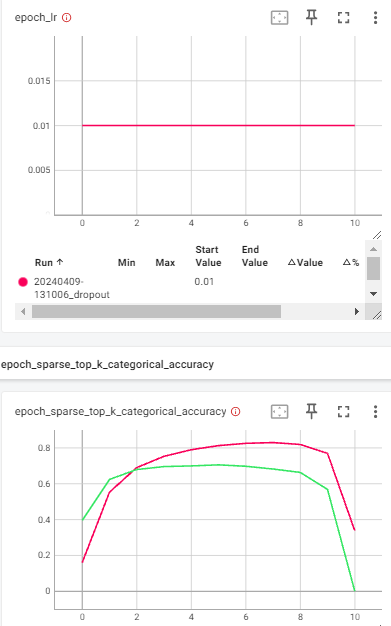 epoch_lr
0.015
0.01
0.005
0 2 4 6 8 10
Run ↑ Min Max Start Value End Value △Value △%
20240409-131006_dropout 0.01
epoch_sparse_top_k_categorical_accuracy
epoch_sparse_top_k_categorical_accuracy
0.8
0.6
0.4
0.2
0
0 2 4 6 8 10